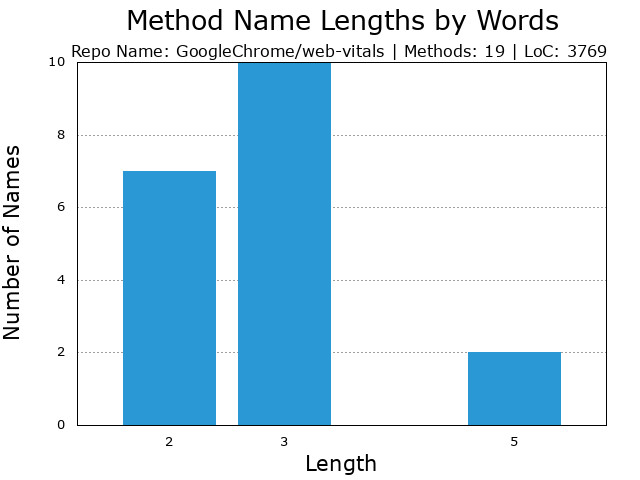 Method Name Lengths by Words
Repo Name: GoogleChrome/web-vitals | Methods: 19 | LoC: 3769
Number of Names
10
8
6
4
2
0
2 3 5
Length